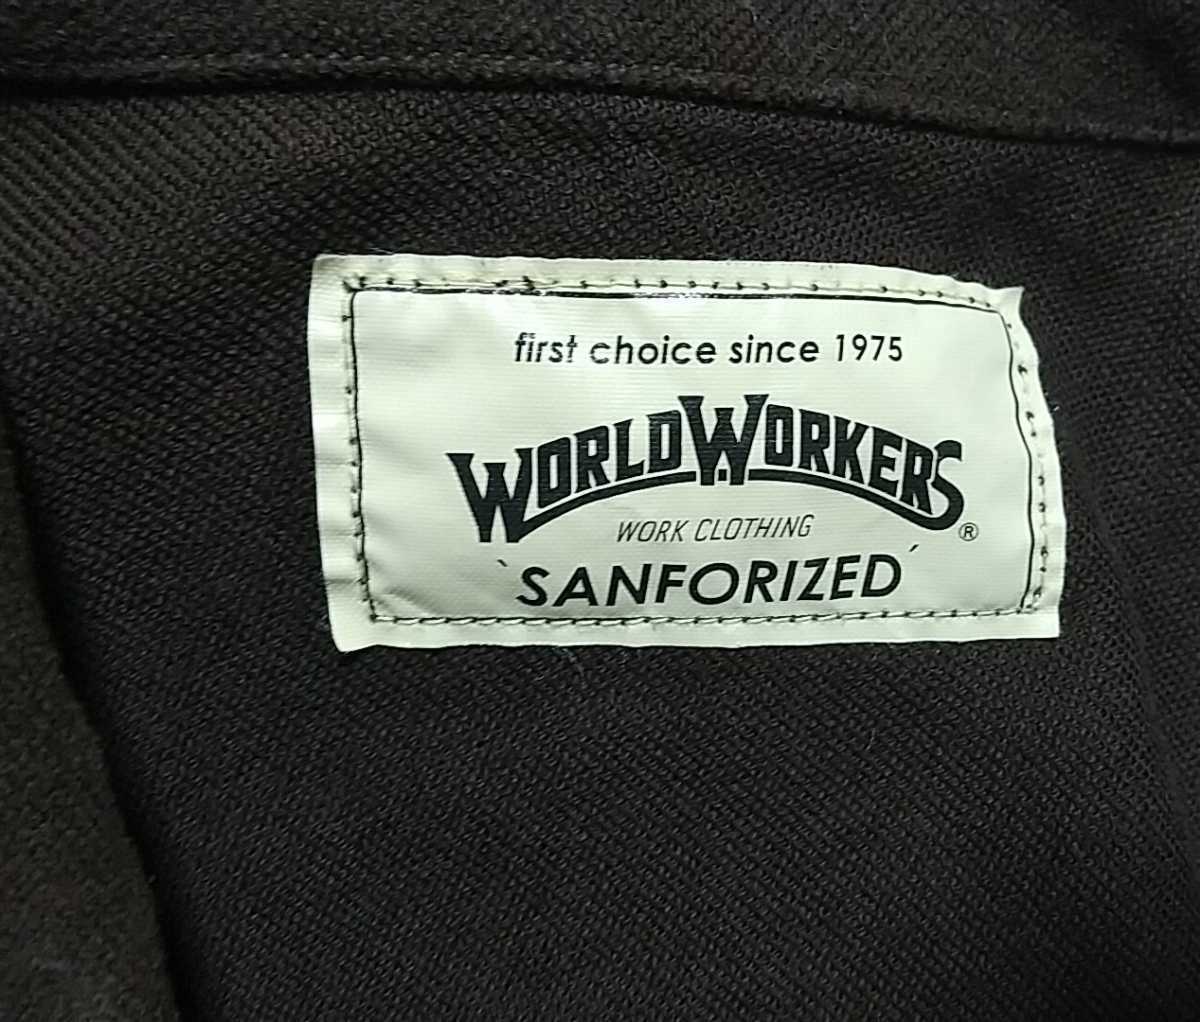 first choice since 1975
WORLD WORKERS ®
WORK CLOTHING
`SANFORIZED´